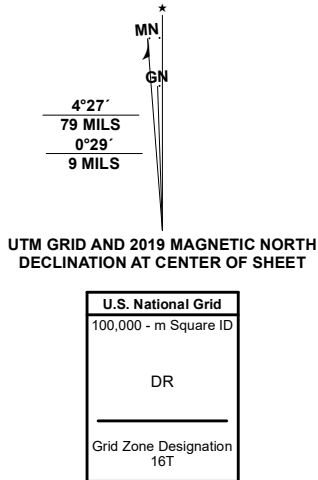 MN
GN
4°27´
79 MILS
0°29´
9 MILS
UTM GRID AND 2019 MAGNETIC NORTH
DECLINATION AT CENTER OF SHEET
U.S. National Grid
100,000 - m Square ID
DR
Grid Zone Designation
16T